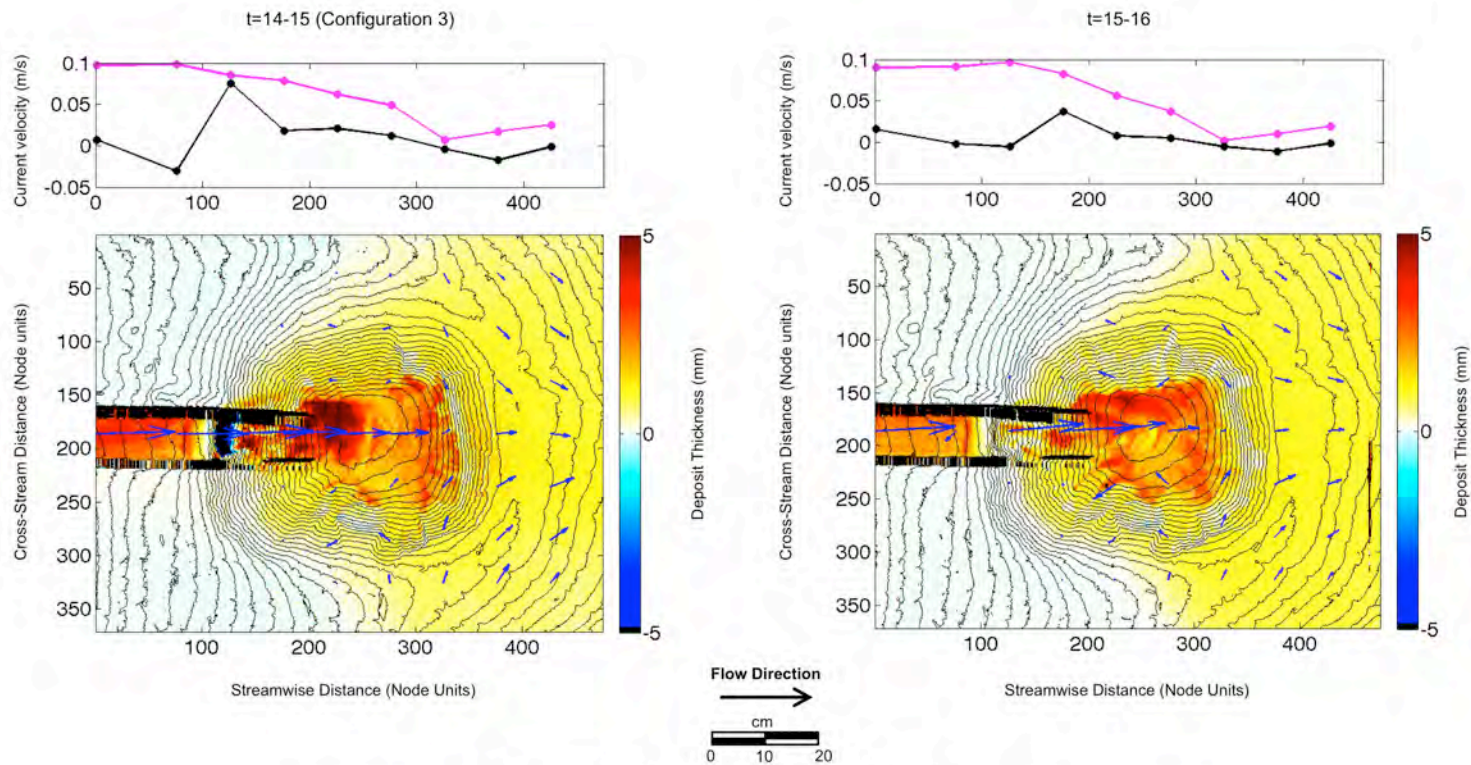 t=14-15 (Configuration 3)
t=15-16
Current velocity (m/s)
0.1
0.05
0
-0.05
0 100 200 300 400
Current velocity (m/s)
0.1
0.05
0
-0.05
0 100 200 300 400
Cross-Stream Distance (Node units)
50
100
150
200
250
300
350
100 200 300 400
Streamwise Distance (Node Units)
5
0
-5
Deposit Thickness (mm)
Cross-Stream Distance (Node units)
50
100
150
200
250
300
350
100 200 300 400
Streamwise Distance (Node Units)
5
0
-5
Deposit Thickness (mm)
Flow Direction
cm
0 10 20